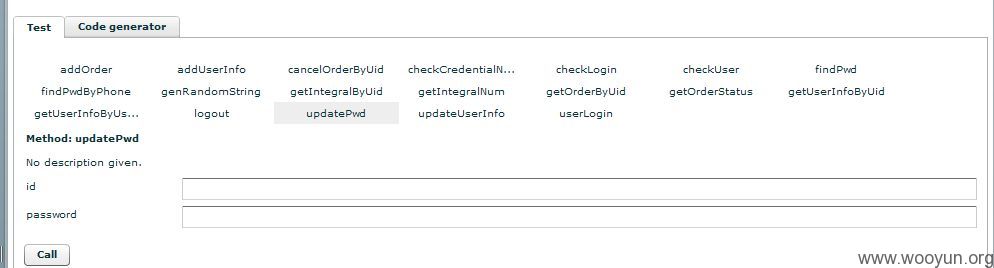 Test Code generator
addOrder addUserInfo cancelOrderByUid checkCredentialN... checkLogin checkUser findPwd
findPwdByPhone genRandomString getIntegralByUid getIntegralNum getOrderByUid getOrderStatus getUserInfoByUid
getUserInfoByUs... logout updatePwd updateUserInfo userLogin
Method: updatePwd
No description given.
id
password
Call
www.wooyun.org